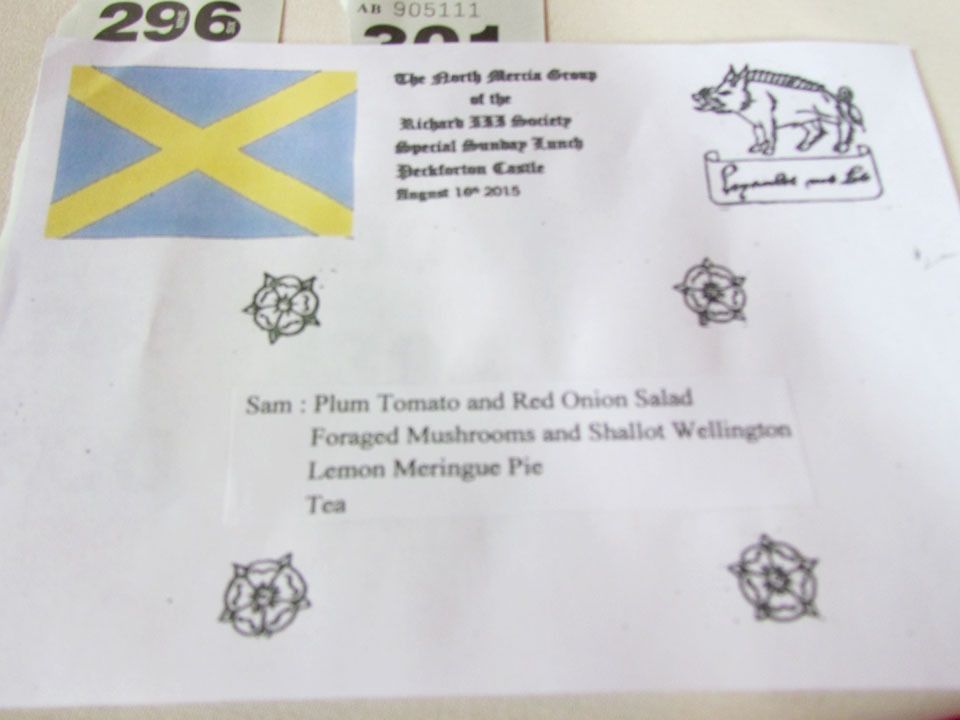 296
AB 905111
301
The North Mercia Group
of the
Richard III Society
Special Sunday Lunch
Peckforton Castle
August 16th 2015
Sam : Plum Tomato and Red Onion Salad
Foraged Mushrooms and Shallot Wellington
Lemon Meringue Pie
Tea